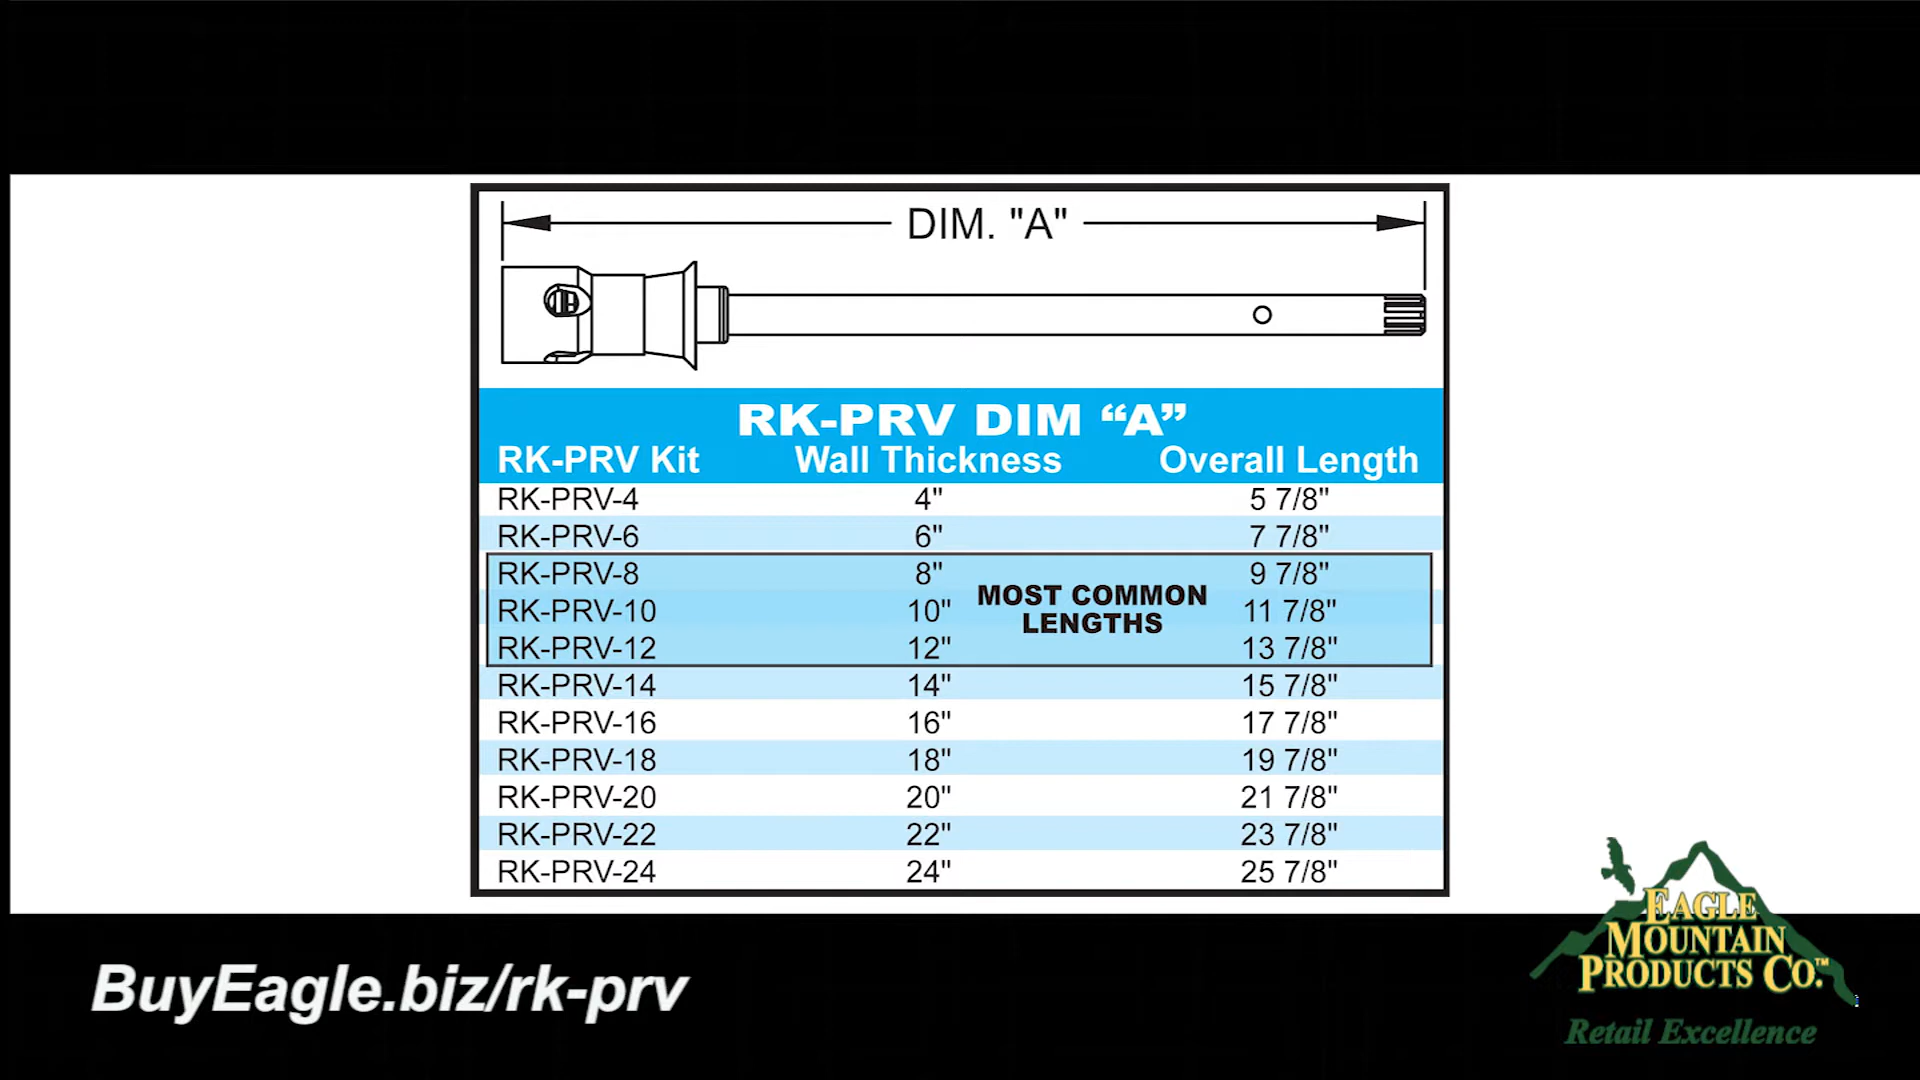 DIM. "A"
RK-PRV DIM “A”
RK-PRV Kit Wall Thickness Overall Length
RK-PRV-4 4" 5 7/8"
RK-PRV-6 6" 7 7/8"
RK-PRV-8 8" 9 7/8"
RK-PRV-10 10" 11 7/8"
RK-PRV-12 12" 13 7/8"
MOST COMMON
LENGTHS
RK-PRV-14 14" 15 7/8"
RK-PRV-16 16" 17 7/8"
RK-PRV-18 18" 19 7/8"
RK-PRV-20 20" 21 7/8"
RK-PRV-22 22" 23 7/8"
RK-PRV-24 24" 25 7/8"
BuyEagle.biz/rk-prv
EAGLE
MOUNTAIN
PRODUCTS CO.™
Retail Excellence